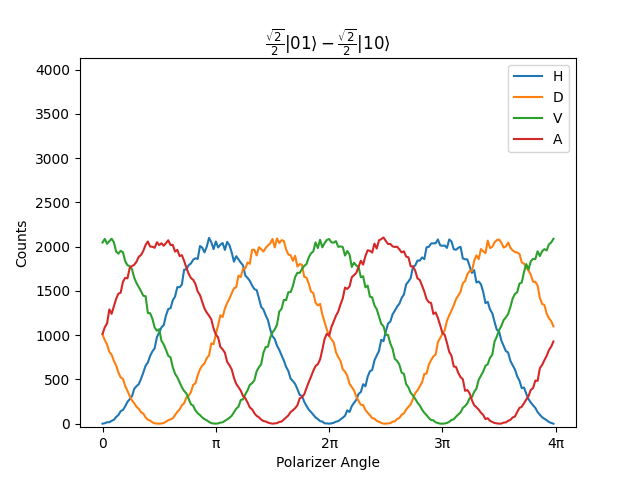 √2/2|01⟩ − √2/2|10⟩
4000
3500
3000
2500
2000
1500
1000
500
0
Counts
H
D
V
A
0 π 2π 3π 4π
Polarizer Angle